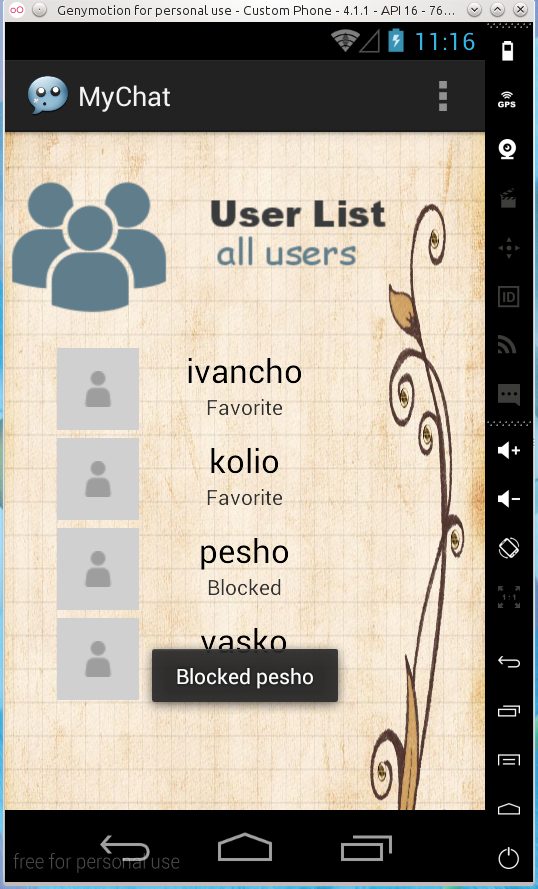 Genymotion for personal use - Custom Phone - 4.1.1 - API 16 - 76...
11:16
MyChat
GPS
User List
all users
ID
ivancho
Favorite
kolio
Favorite
pesho
Blocked
1:1
vasko
Blocked pesho
free for personal use